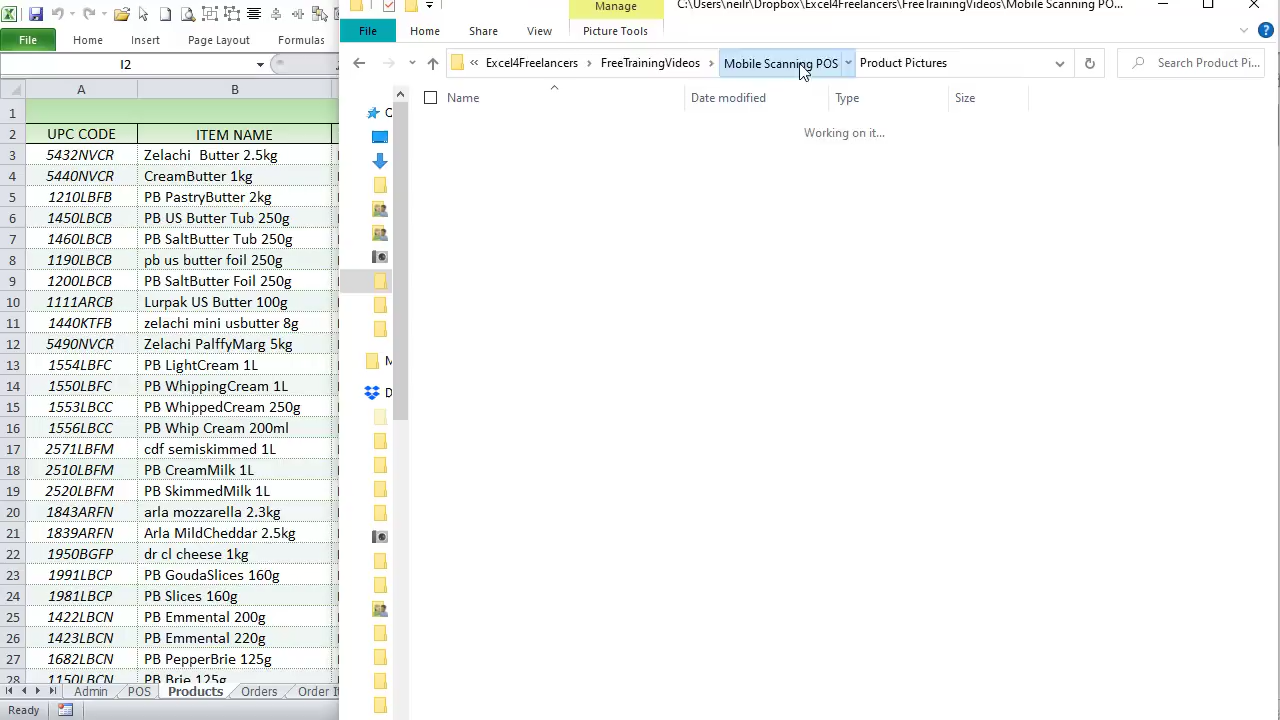 Manage
C:\Users\neilr\Dropbox\Excel4Freelancers\FreeTrainingVideos\Mobile Scanning PO...
File
Home
Insert
Page Layout
Formulas
File
Home
Share
View
Picture Tools
I2
Excel4Freelancers
FreeTrainingVideos
Mobile Scanning POS
Product Pictures
Search Product Pi...
Name
Date modified
Type
Size
Working on it...
A
B
1
2 UPC CODE ITEM NAME
3 5432NVCR Zelachi Butter 2.5kg
4 5440NVCR CreamButter 1kg
5 1210LBFB PB PastryButter 2kg
6 1450LBCB PB US Butter Tub 250g
7 1460LBCB PB SaltButter Tub 250g
8 1190LBCB pb us butter foil 250g
9 1200LBCB PB SaltButter Foil 250g
10 1111ARCB Lurpak US Butter 100g
11 1440KTFB zelachi mini usbutter 8g
12 5490NVCR Zelachi PalffyMarg 5kg
13 1554LBFC PB LightCream 1L
14 1550LBFC PB WhippingCream 1L
15 1553LBCC PB WhippedCream 250g
16 1556LBCC PB Whip Cream 200ml
17 2571LBFM cdf semiskimmed 1L
18 2510LBFM PB CreamMilk 1L
19 2520LBFM PB SkimmedMilk 1L
20 1843ARFN arla mozzarella 2.3kg
21 1839ARFN Arla MildCheddar 2.5kg
22 1950BGFP dr cl cheese 1kg
23 1991LBCP PB GoudaSlices 160g
24 1981LBCP PB Slices 160g
25 1422LBCN PB Emmental 200g
26 1423LBCN PB Emmental 220g
27 1682LBCN PB PepperBrie 125g
28 1150LBCN PB Brie 125g
Admin
POS
Products
Orders
Order It
Ready